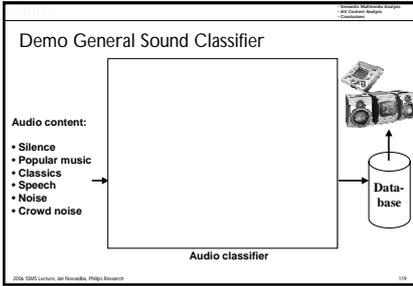 - Semantic Multimedia Analysis
- AV Content Analysis
- Conclusions
Demo General Sound Classifier
Audio content:
• Silence
• Popular music
• Classics
• Speech
• Noise
• Crowd noise
Data-
base
Audio classifier
2006 SSMS Lecture, Jan Nesvadba, Philips Research
119